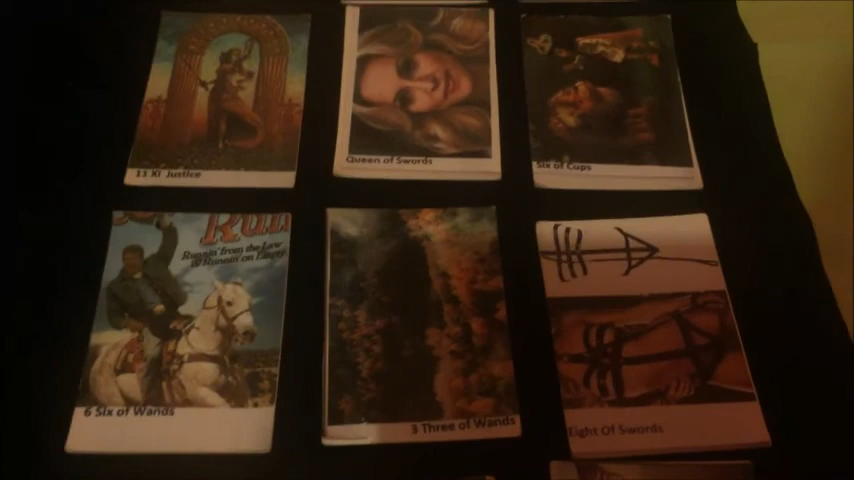 11 XI Justice
Queen of Swords
Six of Cups
Run
Runnin' from the Law
& Runnin' on Empty
6 Six of Wands
3 Three of Wands
Eight Of Swords